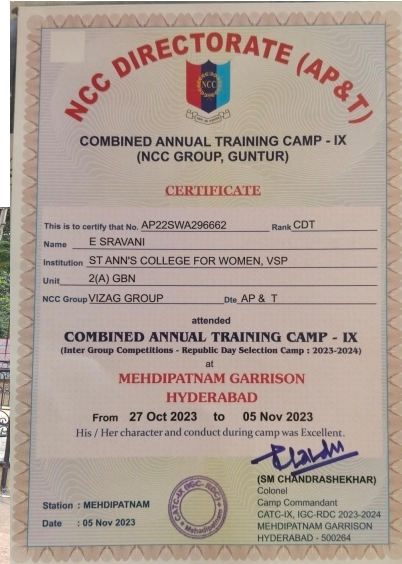 NCC DIRECTORATE (AP&T)
NCC
COMBINED ANNUAL TRAINING CAMP - IX
(NCC GROUP, GUNTUR)
CERTIFICATE
This is to certify that No. AP22SWA296662 Rank CDT
Name E SRAVANI
Institution ST ANN'S COLLEGE FOR WOMEN, VSP
Unit 2(A) GBN
NCC Group VIZAG GROUP Dte AP & T
attended
COMBINED ANNUAL TRAINING CAMP - IX
(Inter Group Competitions - Republic Day Selection Camp : 2023-2024)
at
MEHDIPATNAM GARRISON
HYDERABAD
From 27 Oct 2023 to 05 Nov 2023
His / Her character and conduct during camp was Excellent.
(SM CHANDRASHEKHAR)
Colonel
Camp Commandant
CATC-IX, IGC-RDC 2023-2024
MEHDIPATNAM GARRISON
HYDERABAD - 500264
Station : MEHDIPATNAM
Date : 05 Nov 2023
CATC-IX (IGC-RDC)
Mehdipatnam